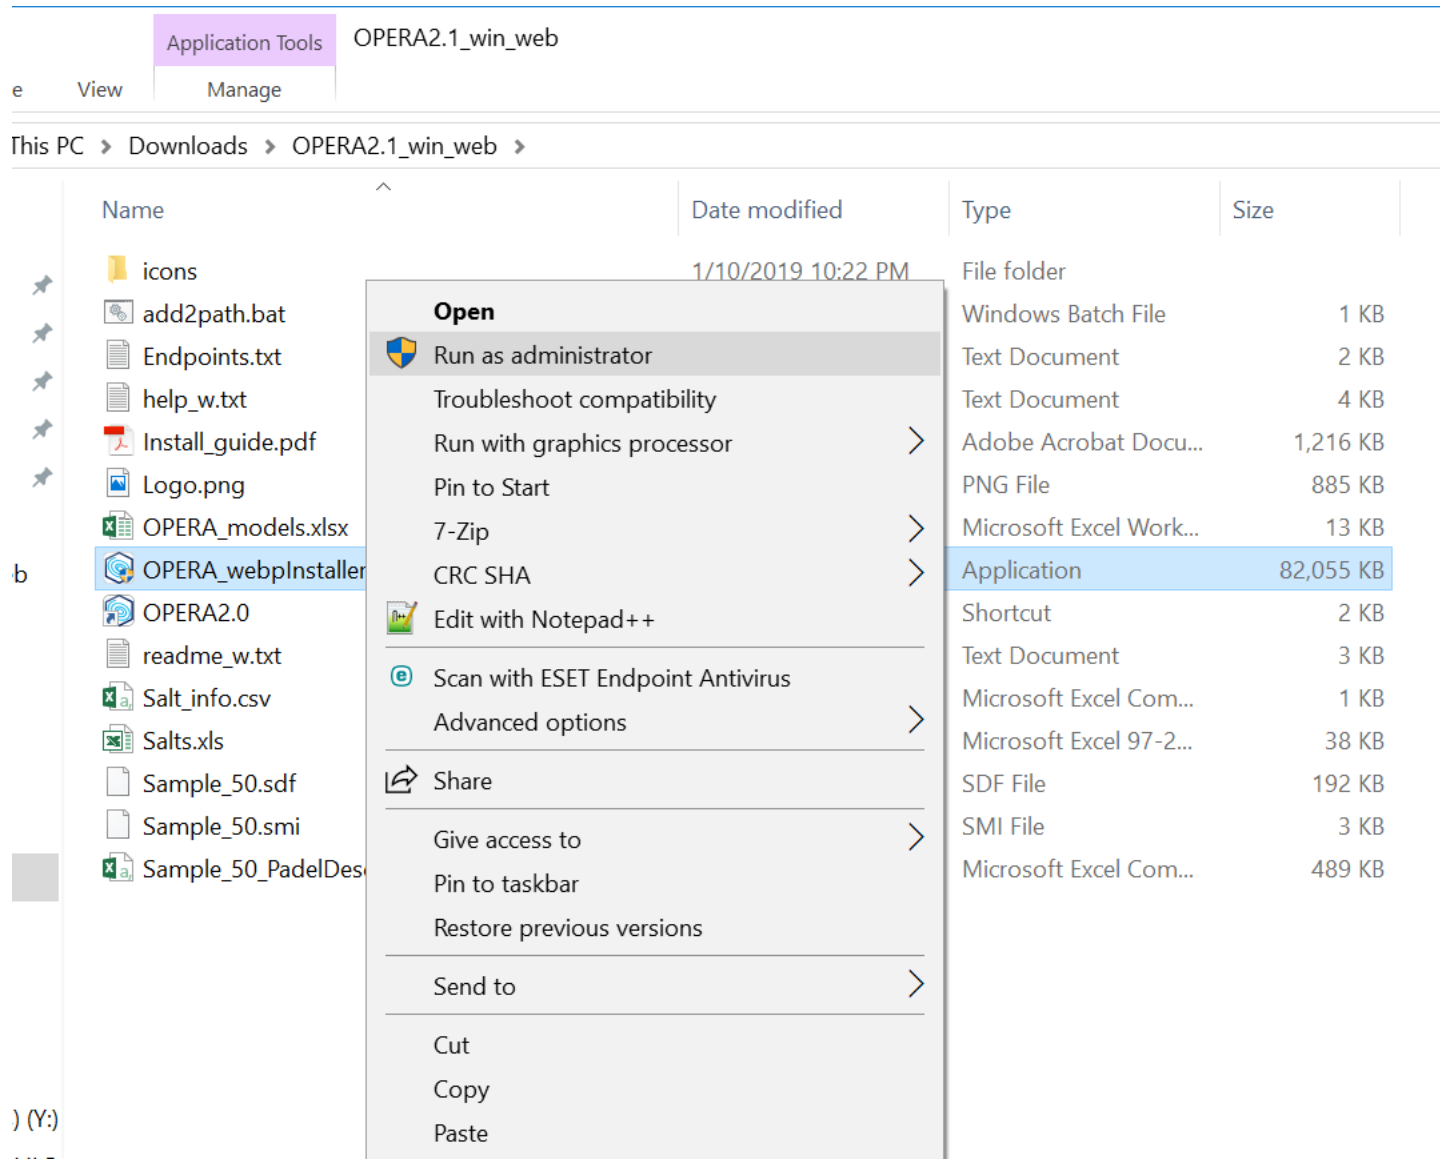 Application Tools OPERA2.1_win_web
e View Manage
This PC > Downloads > OPERA2.1_win_web >
Name Date modified Type Size
icons 1/10/2019 10:22 PM File folder
add2path.bat Windows Batch File 1 KB
Endpoints.txt Text Document 2 KB
help_w.txt Text Document 4 KB
Install_guide.pdf Adobe Acrobat Docu... 1,216 KB
Logo.png PNG File 885 KB
OPERA_models.xlsx Microsoft Excel Work... 13 KB
OPERA_webpInstaller Application 82,055 KB
OPERA2.0 Shortcut 2 KB
readme_w.txt Text Document 3 KB
Salt_info.csv Microsoft Excel Com... 1 KB
Salts.xls Microsoft Excel 97-2... 38 KB
Sample_50.sdf SDF File 192 KB
Sample_50.smi SMI File 3 KB
Sample_50_PadelDes Microsoft Excel Com... 489 KB
b
) (Y:)
Open
Run as administrator
Troubleshoot compatibility
Run with graphics processor
Pin to Start
7-Zip
CRC SHA
Edit with Notepad++
Scan with ESET Endpoint Antivirus
Advanced options
Share
Give access to
Pin to taskbar
Restore previous versions
Send to
Cut
Copy
Paste